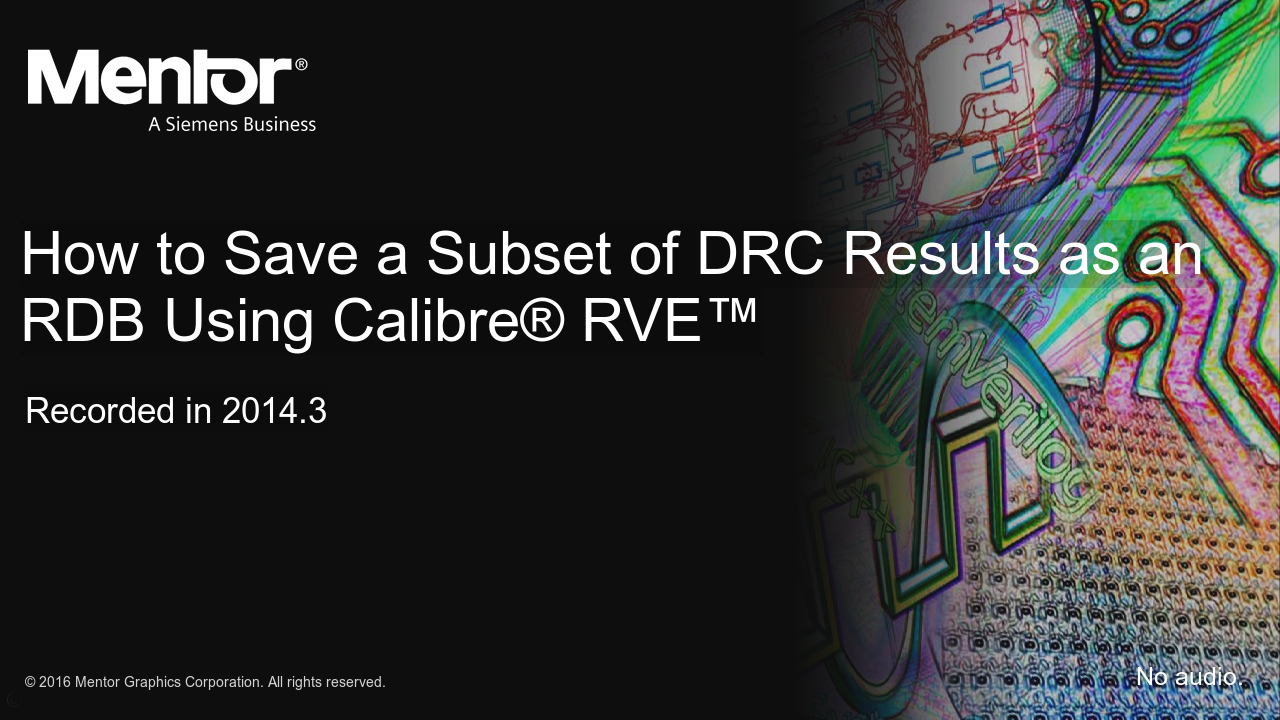 Mentor®
A Siemens Business
How to Save a Subset of DRC Results as an
RDB Using Calibre® RVE™
Recorded in 2014.3
temVerilog
C++
© 2016 Mentor Graphics Corporation. All rights reserved.
No audio.